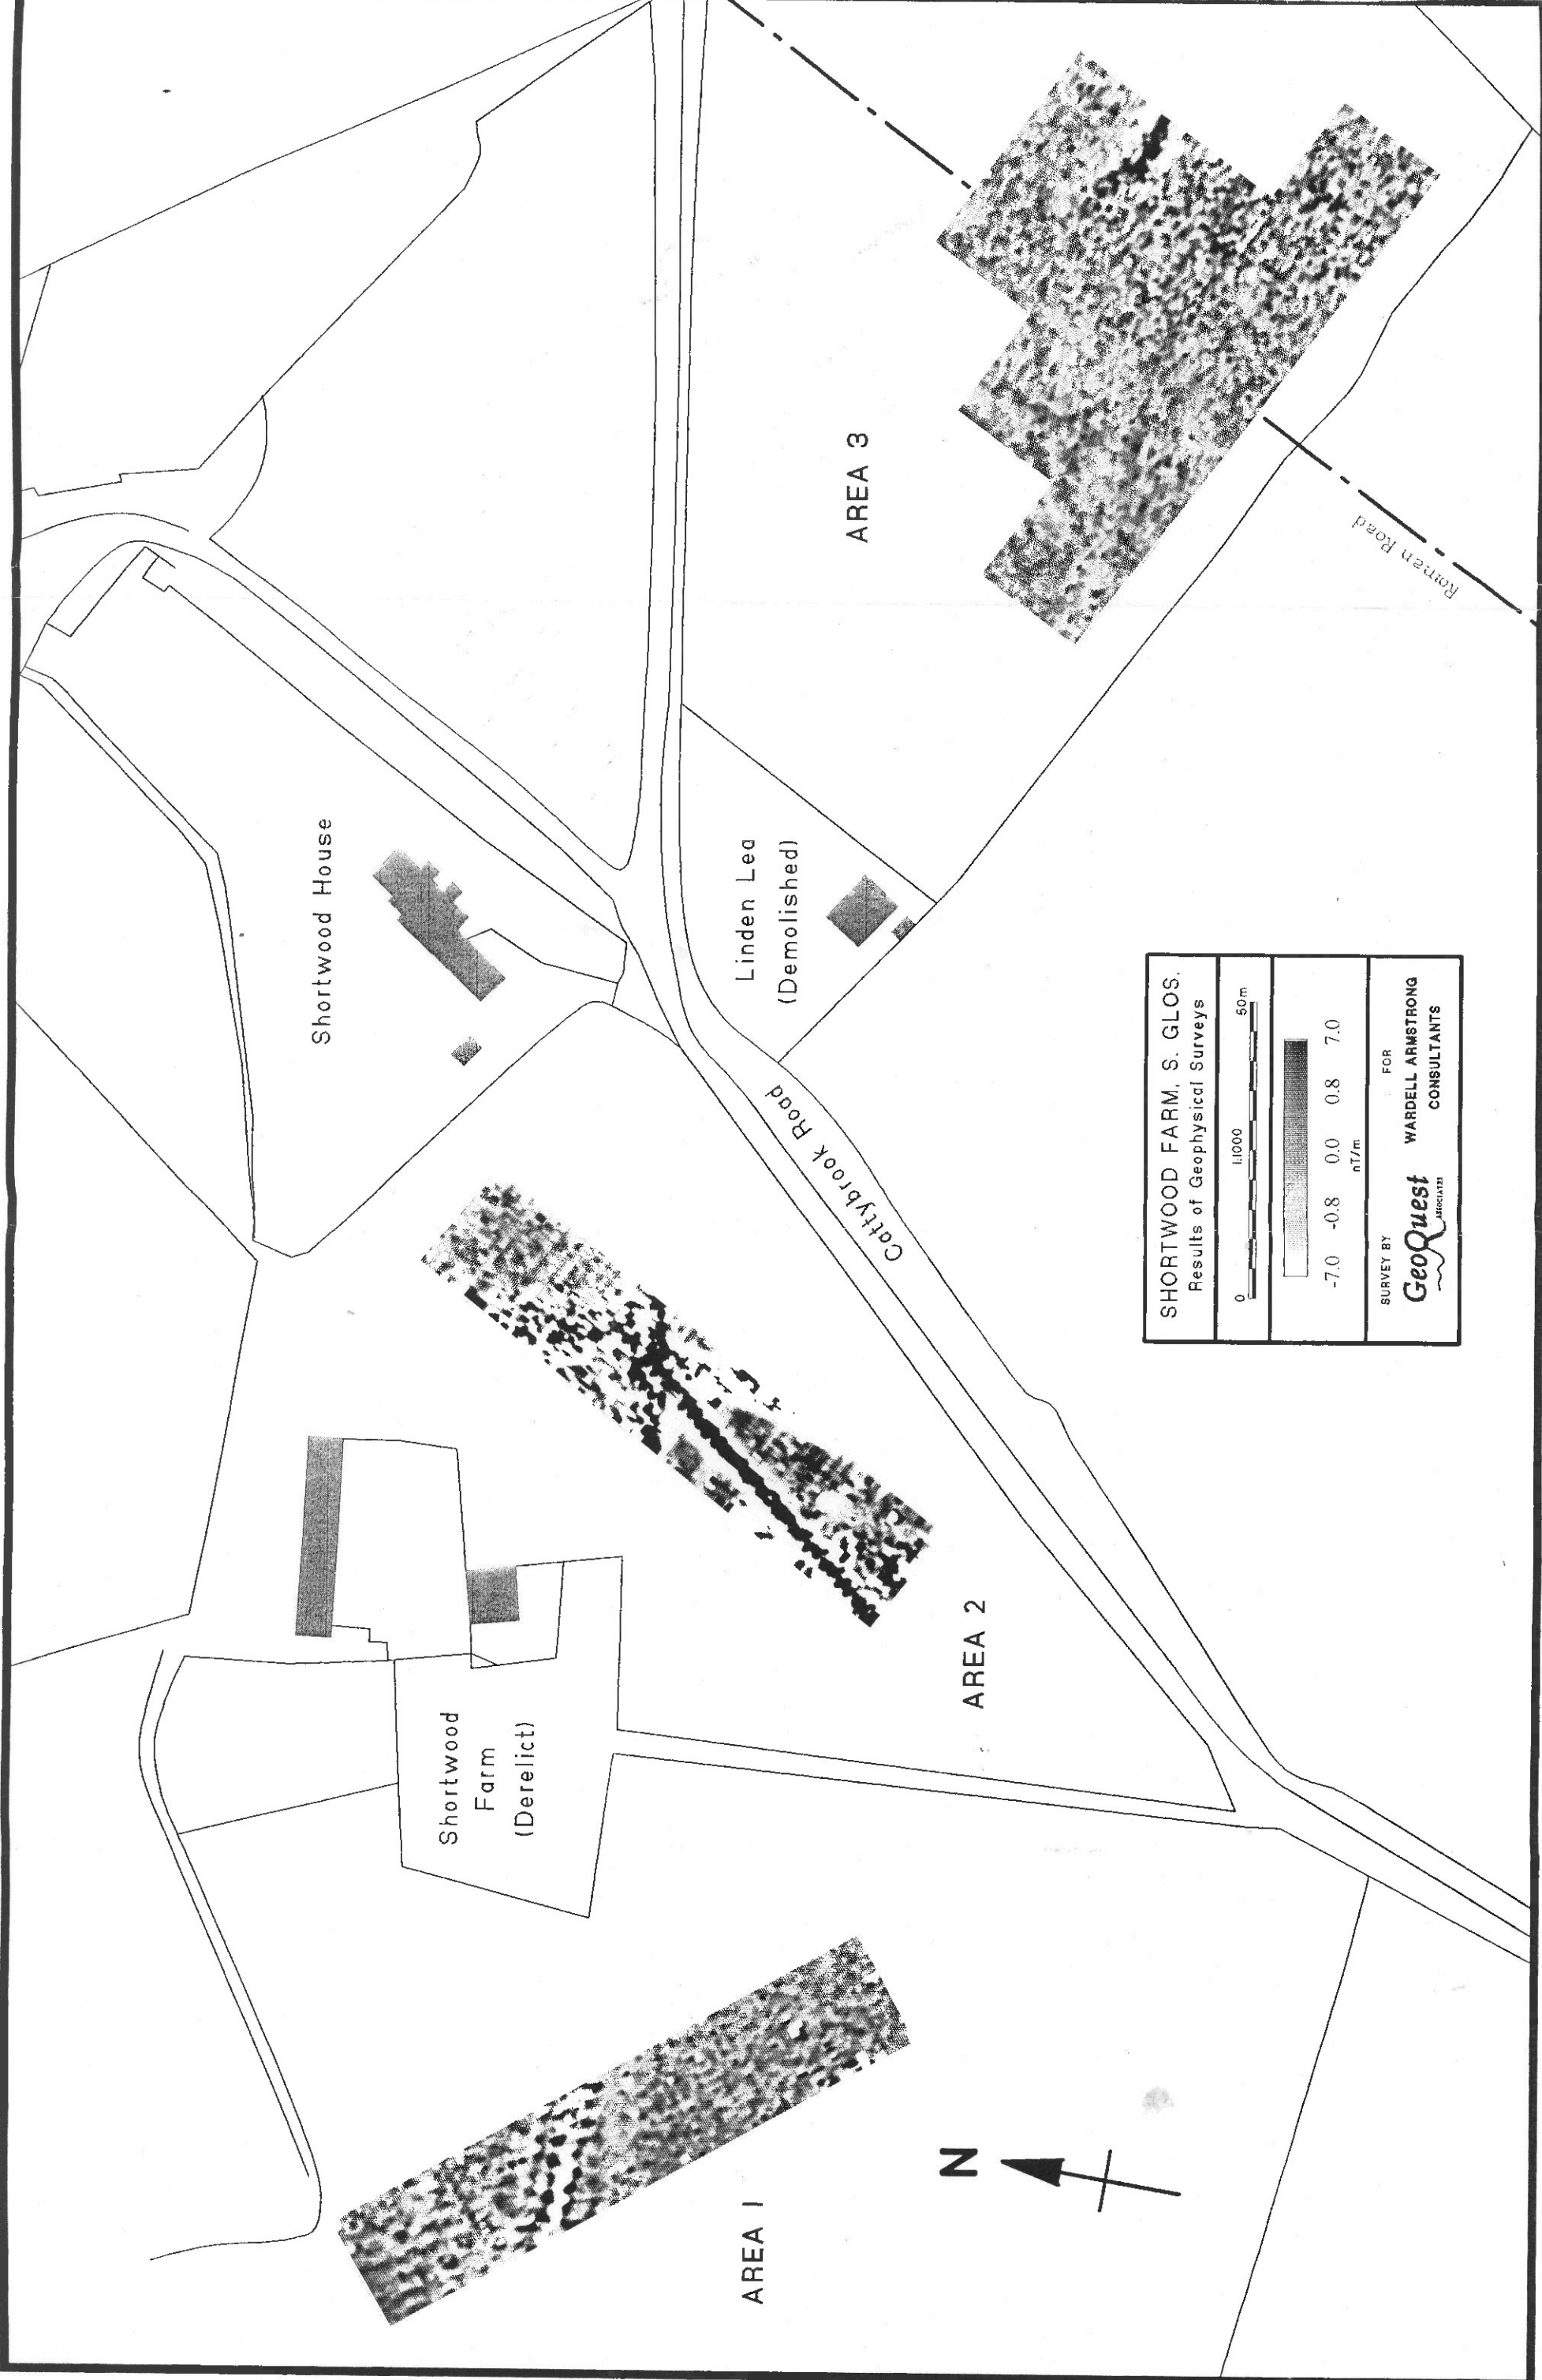 Shortwood House
AREA 3
Linden Lea
(Demolished)
Roman Road
Cattybrook Road
Shortwood
Farm
(Derelict)
AREA 2
AREA 1
N
SHORTWOOD FARM, S. GLOS.
Results of Geophysical Surveys
0
1:1000
50m
-7.0 -0.8 0.0 0.8 7.0
nT/m
SURVEY BY
GeoQuest
ASSOCIATES
FOR
WARDELL ARMSTRONG
CONSULTANTS